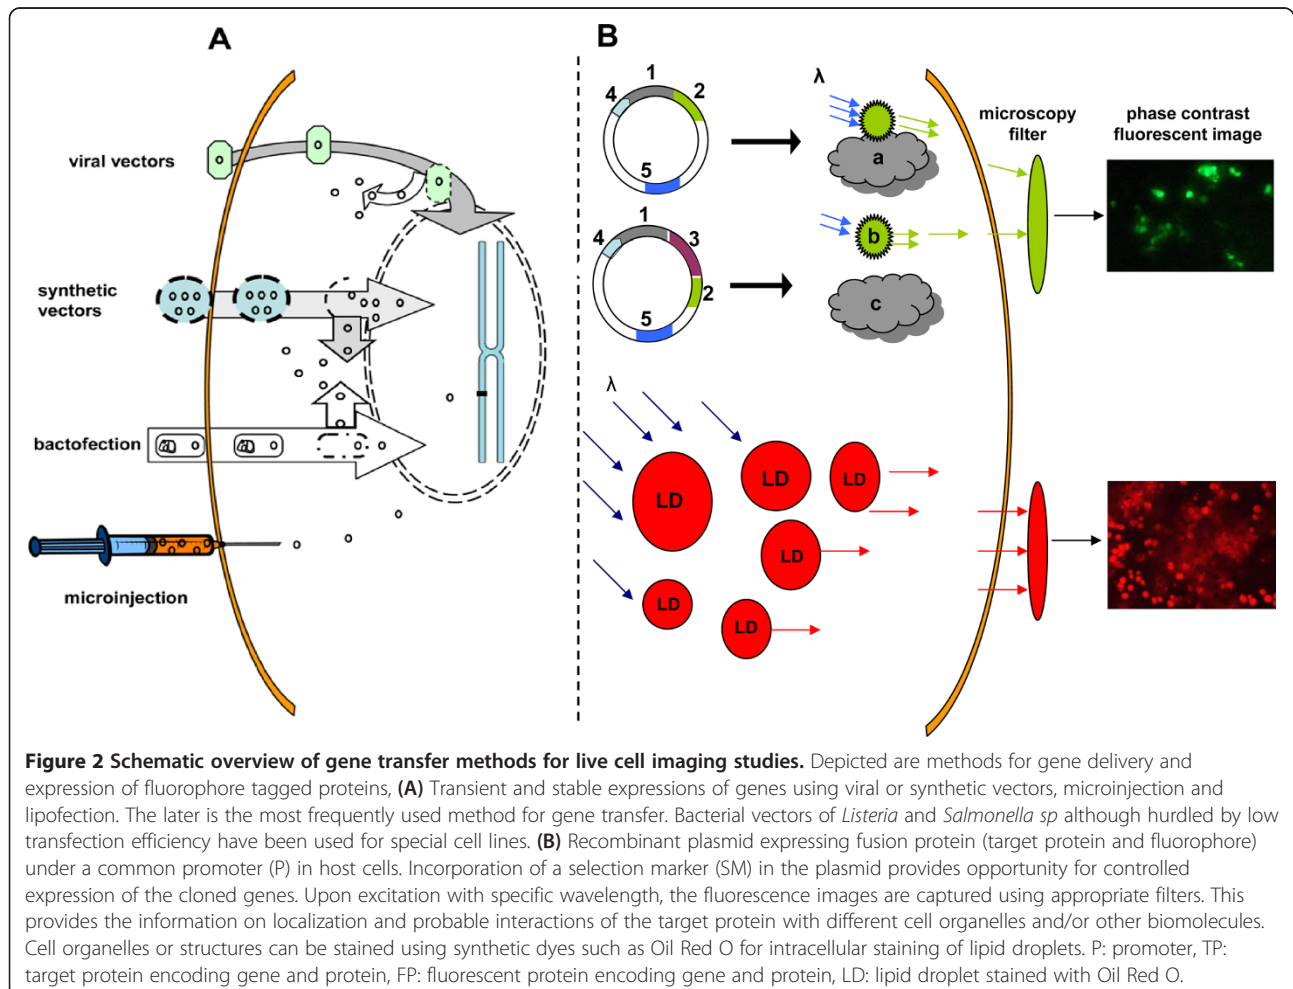 A
viral vectors
synthetic
vectors
bactofection
microinjection
B
1
4
2
5
1
4
3
2
5
λ
a
b
c
microscopy
filter
phase contrast
fluorescent image
λ
LD
LD
LD
LD
LD
LD
Figure 2 Schematic overview of gene transfer methods for live cell imaging studies. Depicted are methods for gene delivery and
expression of fluorophore tagged proteins, (A) Transient and stable expressions of genes using viral or synthetic vectors, microinjection and
lipofection. The later is the most frequently used method for gene transfer. Bacterial vectors of Listeria and Salmonella sp although hurdled by low
transfection efficiency have been used for special cell lines. (B) Recombinant plasmid expressing fusion protein (target protein and fluorophore)
under a common promoter (P) in host cells. Incorporation of a selection marker (SM) in the plasmid provides opportunity for controlled
expression of the cloned genes. Upon excitation with specific wavelength, the fluorescence images are captured using appropriate filters. This
provides the information on localization and probable interactions of the target protein with different cell organelles and/or other biomolecules.
Cell organelles or structures can be stained using synthetic dyes such as Oil Red O for intracellular staining of lipid droplets. P: promoter, TP:
target protein encoding gene and protein, FP: fluorescent protein encoding gene and protein, LD: lipid droplet stained with Oil Red O.